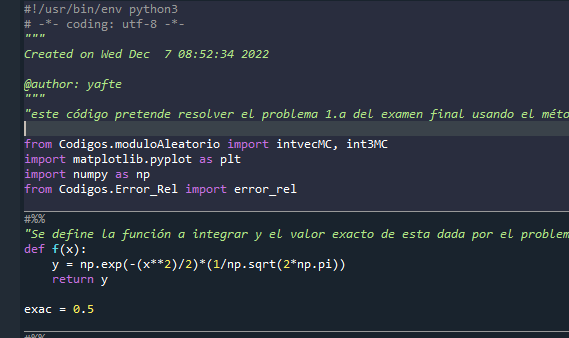 #!/usr/bin/env python3
# -*- coding: utf-8 -*-
"""
Created on Wed Dec  7 08:52:34 2022
@author: yafte
"""
"este código pretende resolver el problema 1.a del examen final usando el
from Codigos.moduloAleatorio import intvecMC, int3MC
import matplotlib.pyplot as plt
import numpy as np
from Codigos.Error_Rel import error_rel
#%%
"Se define la función a integrar y el valor exacto de esta dada por el
def f(x):
    y = np.exp(-(x**2)/2)*(1/np.sqrt(2*np.pi))
    return y
exac = 0.5